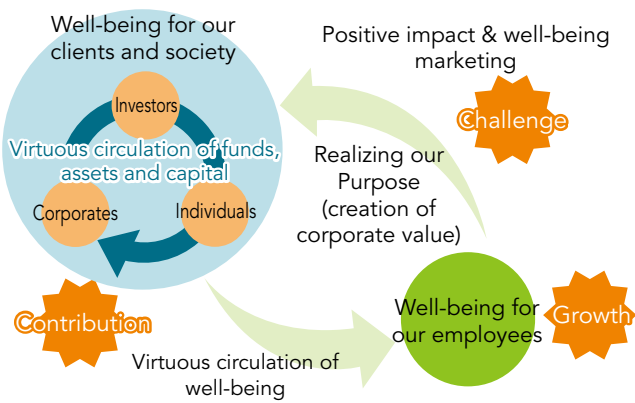 Well-being for our
clients and society
Investors
Virtuous circulation of funds,
assets and capital
Corporates
Individuals
Contribution
Positive impact & well-being
marketing
Challenge
Realizing our
Purpose
(creation of
corporate value)
Well-being for
our employees
Growth
Virtuous circulation of
well-being